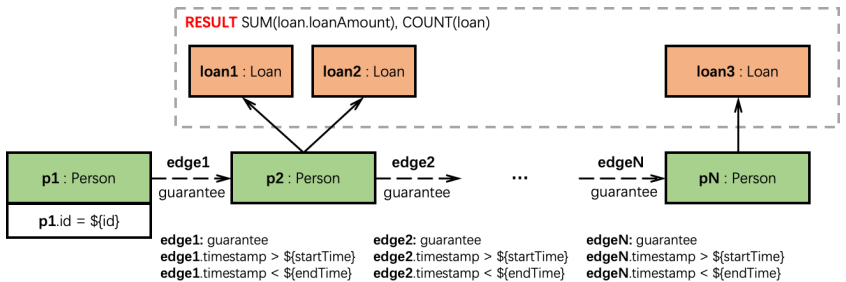 RESULT SUM(loan.loanAmount), COUNT(loan)
loan1 : Loan
loan2 : Loan
loan3 : Loan
edge1
edge2
edgeN
p1 : Person
p2 : Person
...
pN : Person
guarantee
guarantee
guarantee
p1.id = ${id}
edge1: guarantee
edge1.timestamp > ${startTime}
edge1.timestamp < ${endTime}
edge2: guarantee
edge2.timestamp > ${startTime}
edge2.timestamp < ${endTime}
edgeN: guarantee
edgeN.timestamp > ${startTime}
edgeN.timestamp < ${endTime}